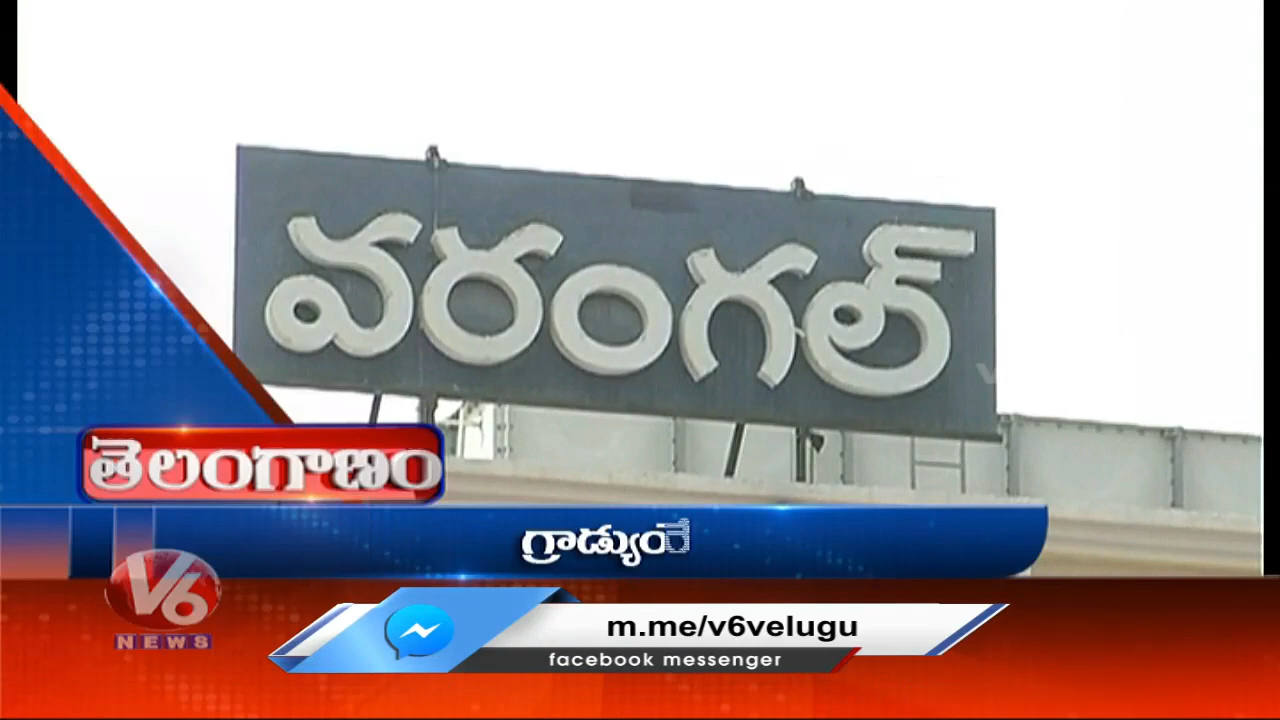 వరంగల్
తెలంగాణం
గ్రాడ్యుం
V6
NEWS
m.me/v6velugu
facebook messenger